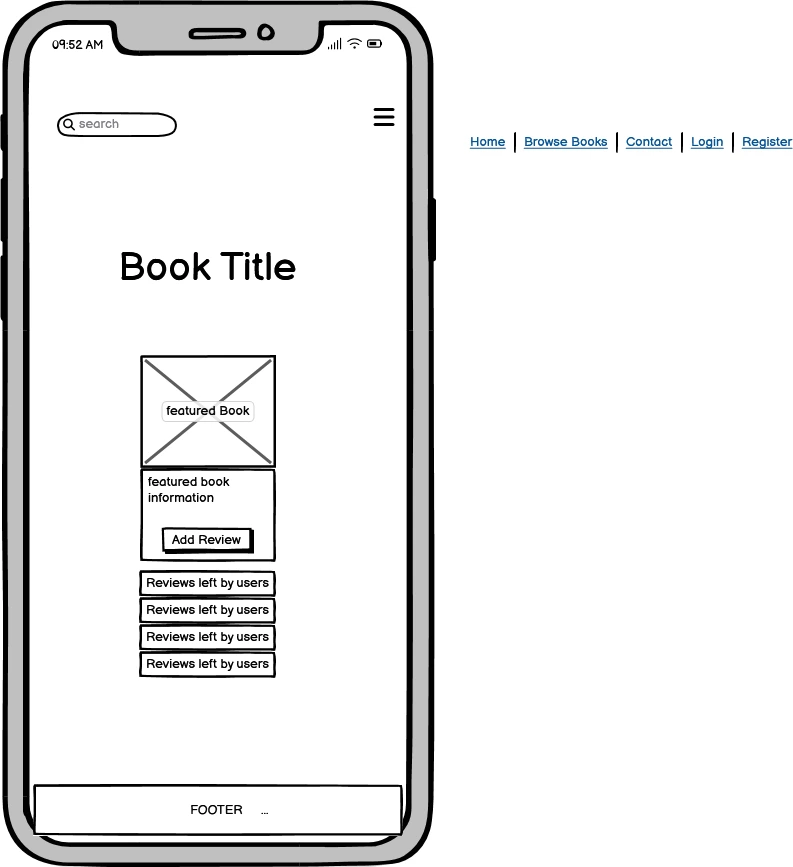 09:52 AM
search
Home | Browse Books | Contact | Login | Register
Book Title
featured Book
featured book
information
Add Review
Reviews left by users
Reviews left by users
Reviews left by users
Reviews left by users
FOOTER ...